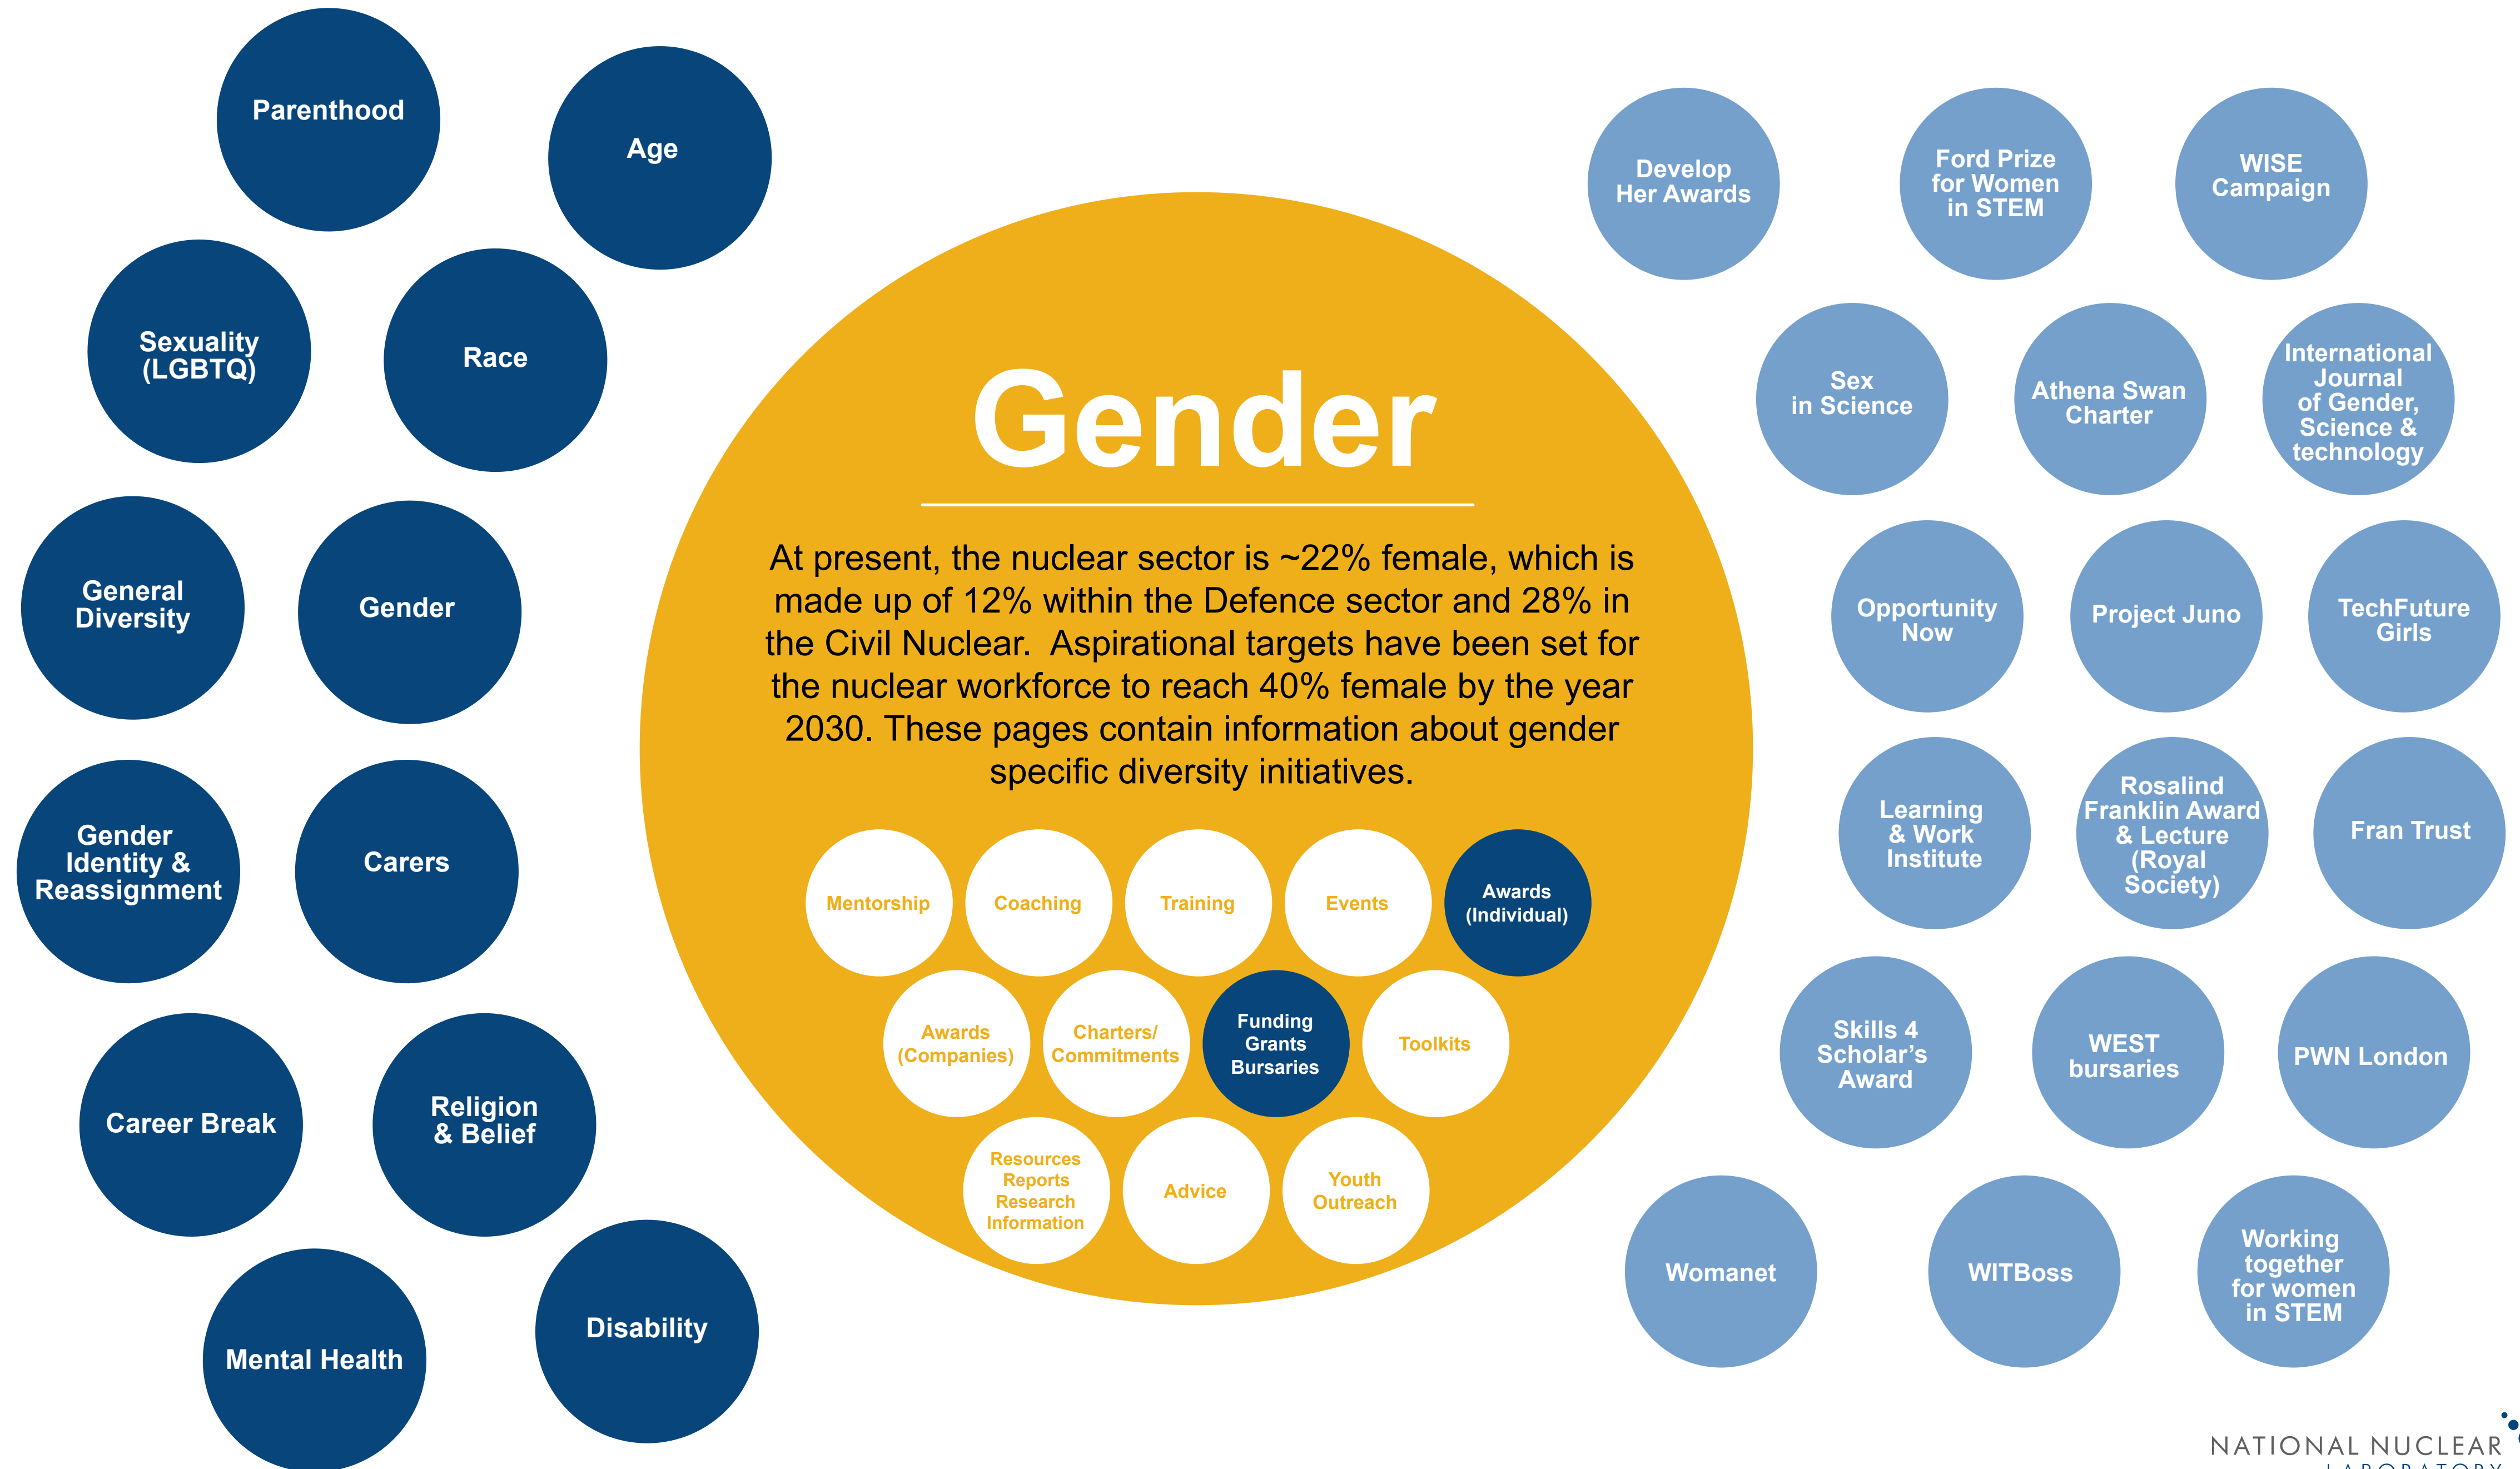 Parenthood
Age
Sexuality
(LGBTQ)
Race
General
Diversity
Gender
Gender
Identity &
Reassignment
Carers
Career Break
Religion
& Belief
Mental Health
Disability
Gender
At present, the nuclear sector is ~22% female, which is
made up of 12% within the Defence sector and 28% in
the Civil Nuclear.  Aspirational targets have been set for
the nuclear workforce to reach 40% female by the year
2030. These pages contain information about gender
specific diversity initiatives.
Mentorship
Coaching
Training
Events
Awards
(Individual)
Awards
(Companies)
Charters/
Commitments
Funding
Grants
Bursaries
Toolkits
Resources
Reports
Research
Information
Advice
Youth
Outreach
Develop
Her Awards
Ford Prize
for Women
in STEM
WISE
Campaign
Sex
in Science
Athena Swan
Charter
International
Journal
of Gender,
Science &
technology
Opportunity
Now
Project Juno
TechFuture
Girls
Learning
& Work
Institute
Rosalind
Franklin Award
& Lecture
(Royal
Society)
Fran Trust
Skills 4
Scholar’s
Award
WEST
bursaries
PWN London
Womanet
WITBoss
Working
together
for women
in STEM
NATIONAL NUCLEAR
LABORATORY